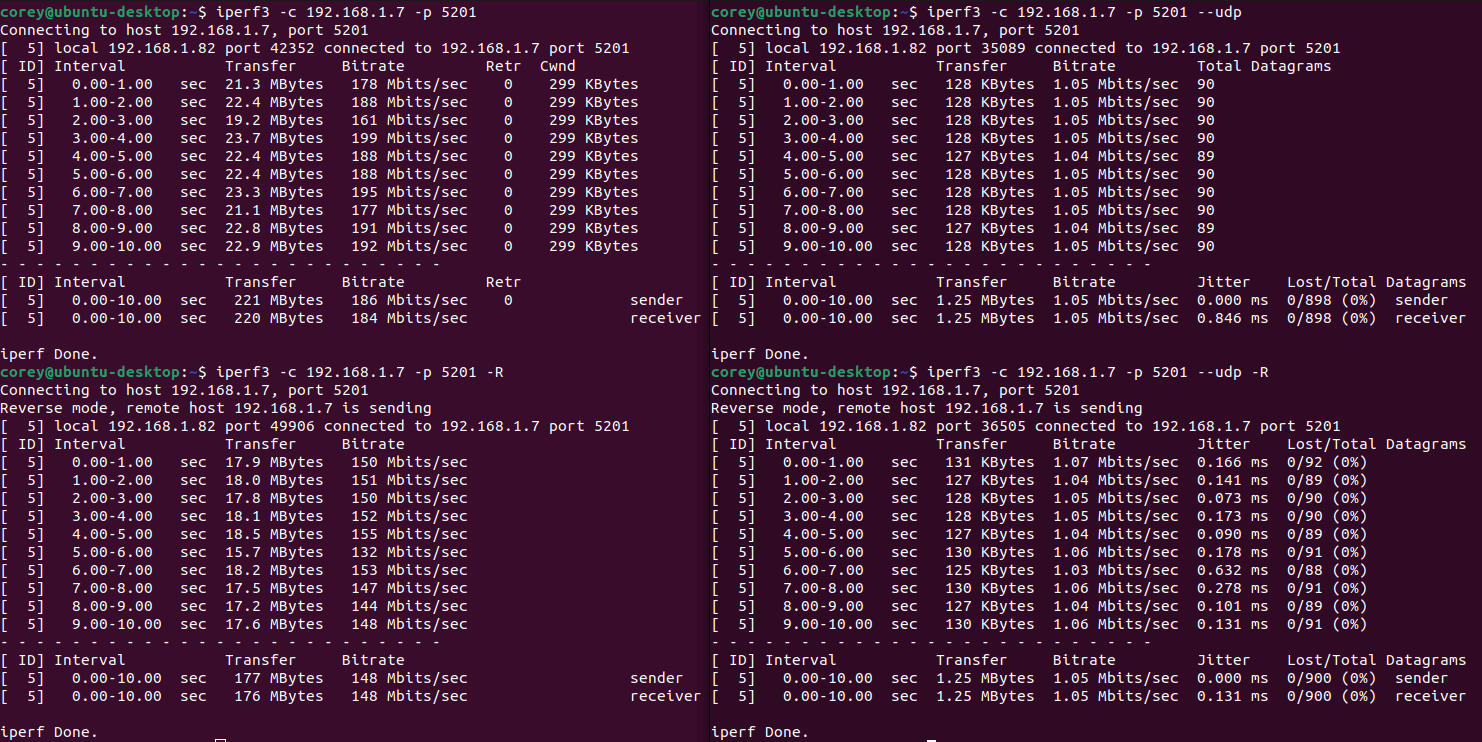 corey@ubuntu-desktop:~$ iperf3 -c 192.168.1.7 -p 5201
Connecting to host 192.168.1.7, port 5201
[  5] local 192.168.1.82 port 42352 connected to 192.168.1.7 port 5201
[ ID] Interval           Transfer     Bitrate         Retr  Cwnd
[  5]   0.00-1.00   sec  21.3 MBytes   178 Mbits/sec    0    299 KBytes
[  5]   1.00-2.00   sec  22.4 MBytes   188 Mbits/sec    0    299 KBytes
[  5]   2.00-3.00   sec  19.2 MBytes   161 Mbits/sec    0    299 KBytes
[  5]   3.00-4.00   sec  23.7 MBytes   199 Mbits/sec    0    299 KBytes
[  5]   4.00-5.00   sec  22.4 MBytes   188 Mbits/sec    0    299 KBytes
[  5]   5.00-6.00   sec  22.4 MBytes   188 Mbits/sec    0    299 KBytes
[  5]   6.00-7.00   sec  23.3 MBytes   195 Mbits/sec    0    299 KBytes
[  5]   7.00-8.00   sec  21.1 MBytes   177 Mbits/sec    0    299 KBytes
[  5]   8.00-9.00   sec  22.8 MBytes   191 Mbits/sec    0    299 KBytes
[  5]   9.00-10.00  sec  22.9 MBytes   192 Mbits/sec    0    299 KBytes
- - - - - - - - - - - - - - - - - - - - - - - - -
[ ID] Interval           Transfer     Bitrate         Retr
[  5]   0.00-10.00  sec   221 MBytes   186 Mbits/sec    0             sender
[  5]   0.00-10.00  sec   220 MBytes   184 Mbits/sec                  receiver
iperf Done.
corey@ubuntu-desktop:~$ iperf3 -c 192.168.1.7 -p 5201 -R
Connecting to host 192.168.1.7, port 5201
Reverse mode, remote host 192.168.1.7 is sending
[  5] local 192.168.1.82 port 49906 connected to 192.168.1.7 port 5201
[ ID] Interval           Transfer     Bitrate
[  5]   0.00-1.00   sec  17.9 MBytes   150 Mbits/sec
[  5]   1.00-2.00   sec  18.0 MBytes   151 Mbits/sec
[  5]   2.00-3.00   sec  17.8 MBytes   150 Mbits/sec
[  5]   3.00-4.00   sec  18.1 MBytes   152 Mbits/sec
[  5]   4.00-5.00   sec  18.5 MBytes   155 Mbits/sec
[  5]   5.00-6.00   sec  15.7 MBytes   132 Mbits/sec
[  5]   6.00-7.00   sec  18.2 MBytes   153 Mbits/sec
[  5]   7.00-8.00   sec  17.5 MBytes   147 Mbits/sec
[  5]   8.00-9.00   sec  17.2 MBytes   144 Mbits/sec
[  5]   9.00-10.00  sec  17.6 MBytes   148 Mbits/sec
- - - - - - - - - - - - - - - - - - - - - - - - -
[ ID] Interval           Transfer     Bitrate
[  5]   0.00-10.00  sec   177 MBytes   148 Mbits/sec                  sender
[  5]   0.00-10.00  sec   176 MBytes   148 Mbits/sec                  receiver
iperf Done.
corey@ubuntu-desktop:~$ iperf3 -c 192.168.1.7 -p 5201 --udp
Connecting to host 192.168.1.7, port 5201
[  5] local 192.168.1.82 port 35089 connected to 192.168.1.7 port 5201
[ ID] Interval           Transfer     Bitrate         Total Datagrams
[  5]   0.00-1.00   sec   128 KBytes  1.05 Mbits/sec  90
[  5]   1.00-2.00   sec   128 KBytes  1.05 Mbits/sec  90
[  5]   2.00-3.00   sec   128 KBytes  1.05 Mbits/sec  90
[  5]   3.00-4.00   sec   128 KBytes  1.05 Mbits/sec  90
[  5]   4.00-5.00   sec   127 KBytes  1.04 Mbits/sec  89
[  5]   5.00-6.00   sec   128 KBytes  1.05 Mbits/sec  90
[  5]   6.00-7.00   sec   128 KBytes  1.05 Mbits/sec  90
[  5]   7.00-8.00   sec   128 KBytes  1.05 Mbits/sec  90
[  5]   8.00-9.00   sec   127 KBytes  1.04 Mbits/sec  89
[  5]   9.00-10.00  sec   128 KBytes  1.05 Mbits/sec  90
- - - - - - - - - - - - - - - - - - - - - - - - -
[ ID] Interval           Transfer     Bitrate         Jitter    Lost/Total Datagrams
[  5]   0.00-10.00  sec  1.25 MBytes  1.05 Mbits/sec  0.000 ms  0/898 (0%)  sender
[  5]   0.00-10.00  sec  1.25 MBytes  1.05 Mbits/sec  0.846 ms  0/898 (0%)  receiver
iperf Done.
corey@ubuntu-desktop:~$ iperf3 -c 192.168.1.7 -p 5201 --udp -R
Connecting to host 192.168.1.7, port 5201
Reverse mode, remote host 192.168.1.7 is sending
[  5] local 192.168.1.82 port 36505 connected to 192.168.1.7 port 5201
[ ID] Interval           Transfer     Bitrate         Jitter    Lost/Total Datagrams
[  5]   0.00-1.00   sec   131 KBytes  1.07 Mbits/sec  0.166 ms  0/92 (0%)
[  5]   1.00-2.00   sec   127 KBytes  1.04 Mbits/sec  0.141 ms  0/89 (0%)
[  5]   2.00-3.00   sec   128 KBytes  1.05 Mbits/sec  0.073 ms  0/90 (0%)
[  5]   3.00-4.00   sec   128 KBytes  1.05 Mbits/sec  0.173 ms  0/90 (0%)
[  5]   4.00-5.00   sec   127 KBytes  1.04 Mbits/sec  0.090 ms  0/89 (0%)
[  5]   5.00-6.00   sec   130 KBytes  1.06 Mbits/sec  0.178 ms  0/91 (0%)
[  5]   6.00-7.00   sec   125 KBytes  1.03 Mbits/sec  0.632 ms  0/88 (0%)
[  5]   7.00-8.00   sec   130 KBytes  1.06 Mbits/sec  0.278 ms  0/91 (0%)
[  5]   8.00-9.00   sec   127 KBytes  1.04 Mbits/sec  0.101 ms  0/89 (0%)
[  5]   9.00-10.00  sec   130 KBytes  1.06 Mbits/sec  0.131 ms  0/91 (0%)
- - - - - - - - - - - - - - - - - - - - - - - - -
[ ID] Interval           Transfer     Bitrate         Jitter    Lost/Total Datagrams
[  5]   0.00-10.00  sec  1.25 MBytes  1.05 Mbits/sec  0.000 ms  0/900 (0%)  sender
[  5]   0.00-10.00  sec  1.25 MBytes  1.05 Mbits/sec  0.131 ms  0/900 (0%)  receiver
iperf Done.